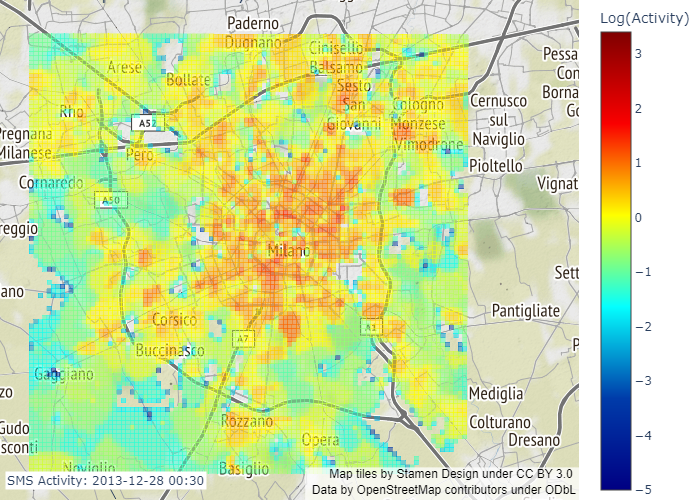 Log(Activity)
3
2
1
0
−1
−2
−3
−4
−5
Paderno
Dugnano
Cinisello
Balsamo
Arese
Bollate
Sesto
San
Giovanni
Cologno
Monzese
Vimodrone
Cernusco
sul
Naviglio
Pioltello
Pessa
Con
Borna
Go
Rho
A52
Pregnana
Milanese
Pero
Cornaredo
A50
Vignat
reggio
Milano
Sett
ano
Pantigliate
Corsico
A7
A1
Buccinasco
P
Gaggiano
zo
Mediglia
Gudo
sconti
Rozzano
Colturano
Dresano
Opera
Noviglio
Basiglio
SMS Activity: 2013-12-28 00:30
Map tiles by Stamen Design under CC BY 3.0
Data by OpenStreetMap contributors under ODbL